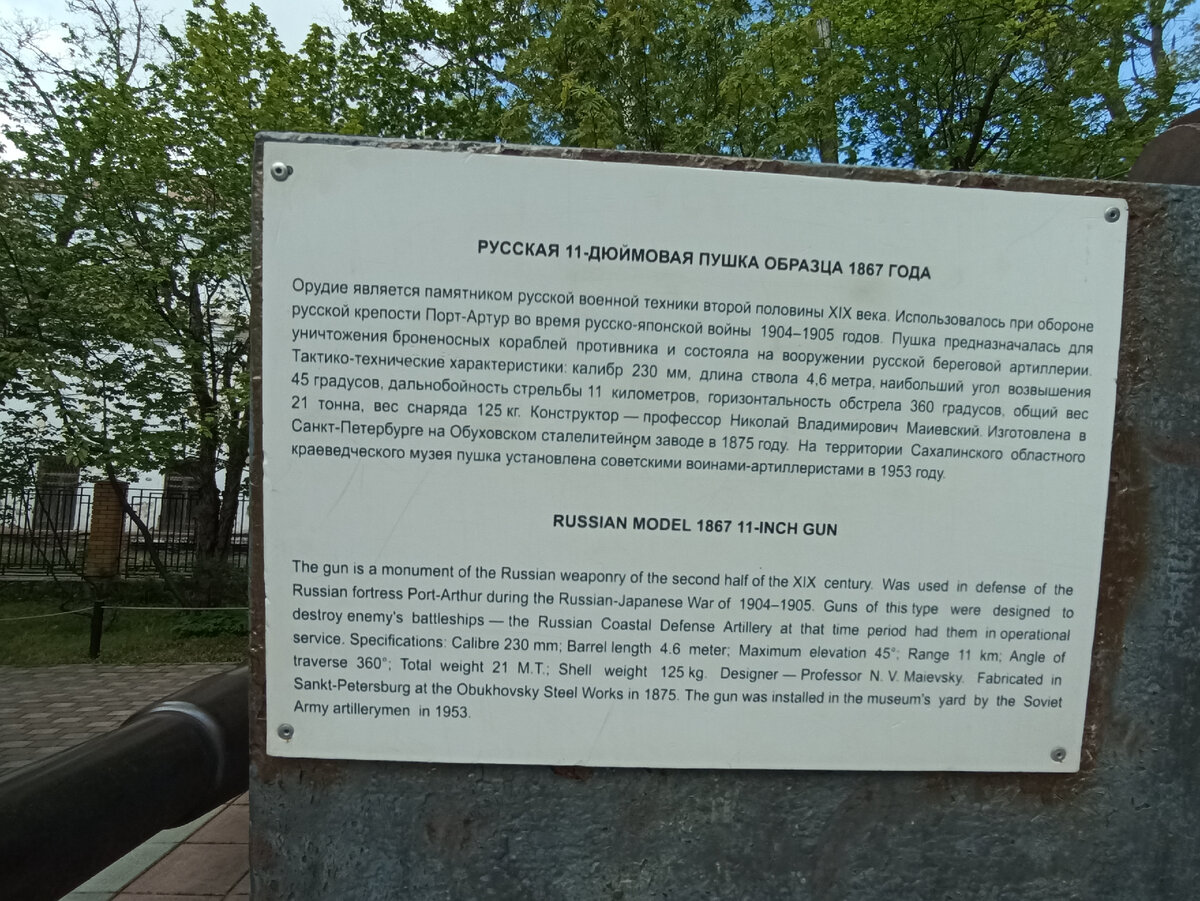 РУССКАЯ 11-ДЮЙМОВАЯ ПУШКА ОБРАЗЦА 1867 ГОДА
Орудие является памятником русской военной техники второй половины XIX века. Использовалось при обороне
русской крепости Порт-Артур во время русско-японской войны 1904–1905 годов. Пушка предназначалась для
уничтожения броненосных кораблей противника и состояла на вооружении русской береговой артиллерии.
Тактико-технические характеристики: калибр 230 мм, длина ствола 4,6 метра, наибольший угол возвышения
45 градусов, дальнобойность стрельбы 11 километров, горизонтальность обстрела 360 градусов, общий вес
21 тонна, вес снаряда 125 кг. Конструктор — профессор Николай Владимирович Маиевский. Изготовлена в
Санкт-Петербурге на Обуховском сталелитейном заводе в 1875 году. На территории Сахалинского областного
краеведческого музея пушка установлена советскими воинами-артиллеристами в 1953 году.
RUSSIAN MODEL 1867 11-INCH GUN
The gun is a monument of the Russian weaponry of the second half of the XIX century. Was used in defense of the
Russian fortress Port-Arthur during the Russian-Japanese War of 1904–1905. Guns of this type were designed to
destroy enemy's battleships — the Russian Coastal Defense Artillery at that time period had them in operational
service. Specifications: Calibre 230 mm; Barrel length 4.6 meter; Maximum elevation 45°; Range 11 km; Angle of
traverse 360°; Total weight 21 M.T.; Shell weight 125 kg. Designer — Professor N. V. Maievsky. Fabricated in
Sankt-Petersburg at the Obukhovsky Steel Works in 1875. The gun was installed in the museum's yard by the Soviet
Army artillerymen in 1953.